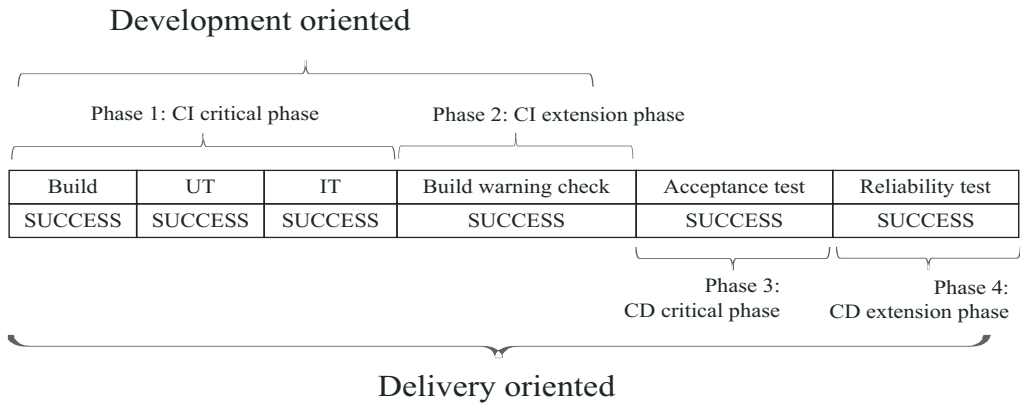 Development oriented
Phase 1: CI critical phase
Phase 2: CI extension phase
Build UT IT Build warning check Acceptance test Reliability test
SUCCESS SUCCESS SUCCESS SUCCESS SUCCESS SUCCESS
Phase 3:
CD critical phase
Phase 4:
CD extension phase
Delivery oriented